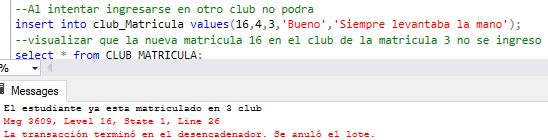 --Al intentar ingresarse en otro club no podra
insert into club_Matricula values(16,4,3,'Bueno','Siempre levantaba la mano');
--visualizar que la nueva matricula 16 en el club de la matricula 3 no se ingreso
select * from CLUB_MATRICULA;
%
Messages
El estudiante ya esta matriculado en 3 club
Msg 3609, Level 16, State 1, Line 26
La transacción terminó en el desencadenador. Se anuló el lote.